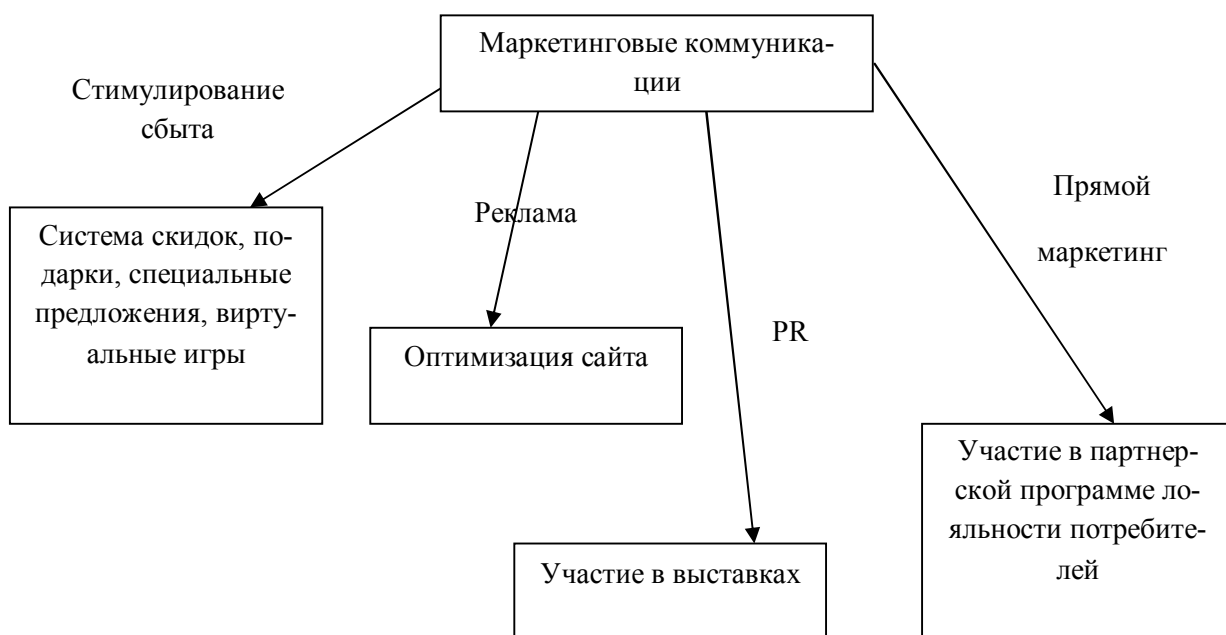 Маркетинговые коммуника-
ции
Стимулирование
сбыта
Система скидок, по-
дарки, специальные
предложения, вирту-
альные игры
Реклама
Оптимизация сайта
PR
Участие в выставках
Прямой
маркетинг
Участие в партнер-
ской программе ло-
яльности потребите-
лей